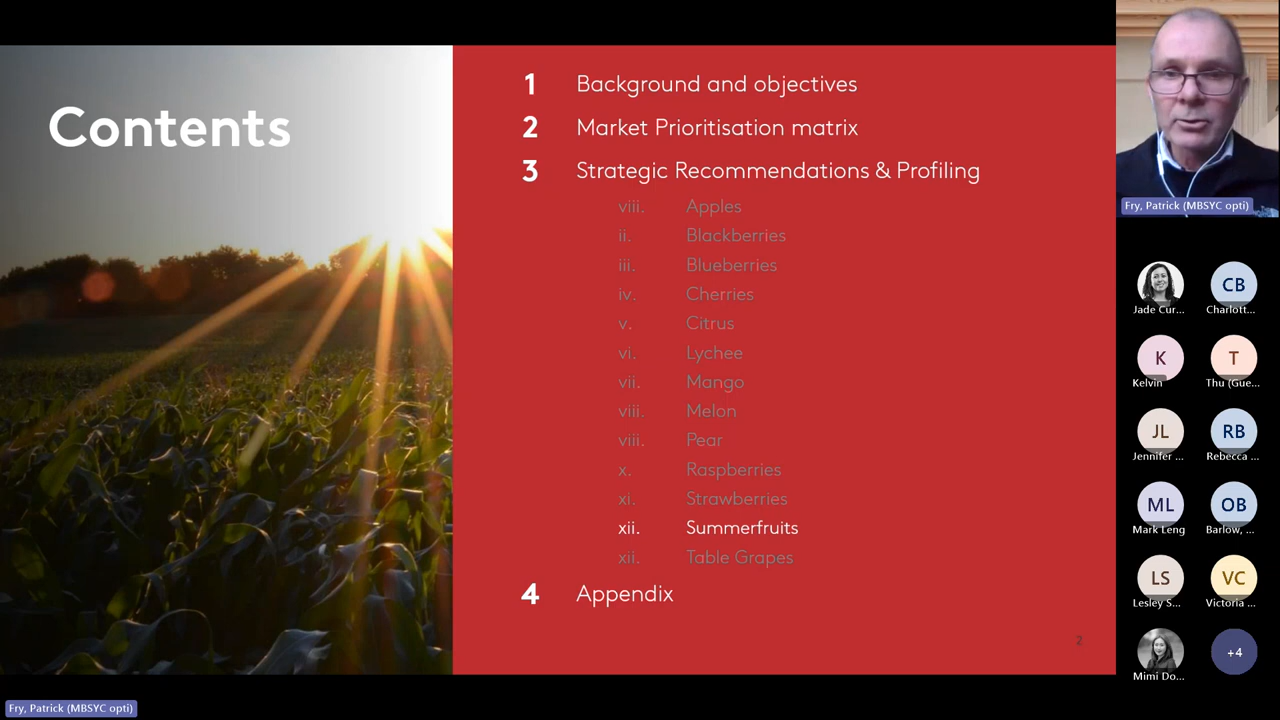 Contents
1 Background and objectives
2 Market Prioritisation matrix
3 Strategic Recommendations & Profiling
viii. Apples
ii. Blackberries
iii. Blueberries
iv. Cherries
v. Citrus
vi. Lychee
vii. Mango
viii. Melon
viii. Pear
x. Raspberries
xi. Strawberries
xii. Summerfruits
xii. Table Grapes
4 Appendix
2
Fry, Patrick (MBSYC opti)
Jade Cur...
CB
Charlott...
K
Kelvin
T
Thu (Gue...
JL
Jennifer ...
RB
Rebecca ...
ML
Mark Leng
OB
Barlow, ...
LS
Lesley S...
VC
Victoria ...
Mimi Do...
+4
Fry, Patrick (MBSYC opti)